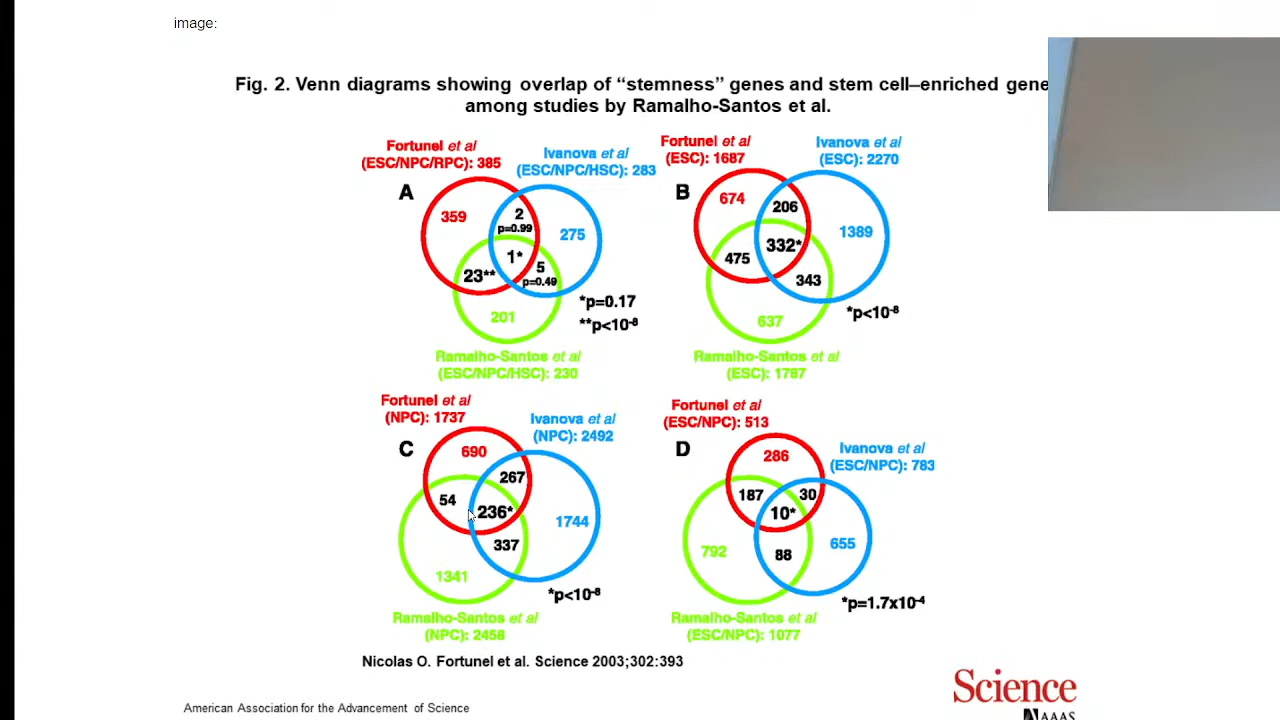 image:
Fig. 2. Venn diagrams showing overlap of “stemness” genes and stem cell–enriched gene
among studies by Ramalho-Santos et al.
Fortunel et al
(ESC/NPC/RPC): 385
Ivanova et al
(ESC/NPC/HSC): 283
A
359
2
p=0.99
275
1*
23**
5
p=0.49
201
*p=0.17
**p<10-8
Ramalho-Santos et al
(ESC/NPC/HSC): 230
Fortunel et al
(ESC): 1687
Ivanova et al
(ESC): 2270
B
674
206
1389
332*
475
343
637
*p<10-8
Ramalho-Santos et al
(ESC): 1787
Fortunel et al
(NPC): 1737
Ivanova et al
(NPC): 2492
C
690
267
54
236*
1744
337
1341
*p<10-8
Ramalho-Santos et al
(NPC): 2458
Fortunel et al
(ESC/NPC): 513
Ivanova et al
(ESC/NPC): 783
D
286
187
30
10*
792
655
88
*p=1.7x10-4
Ramalho-Santos et al
(ESC/NPC): 1077
Nicolas O. Fortunel et al. Science 2003;302:393
American Association for the Advancement of Science
Science
AAAS